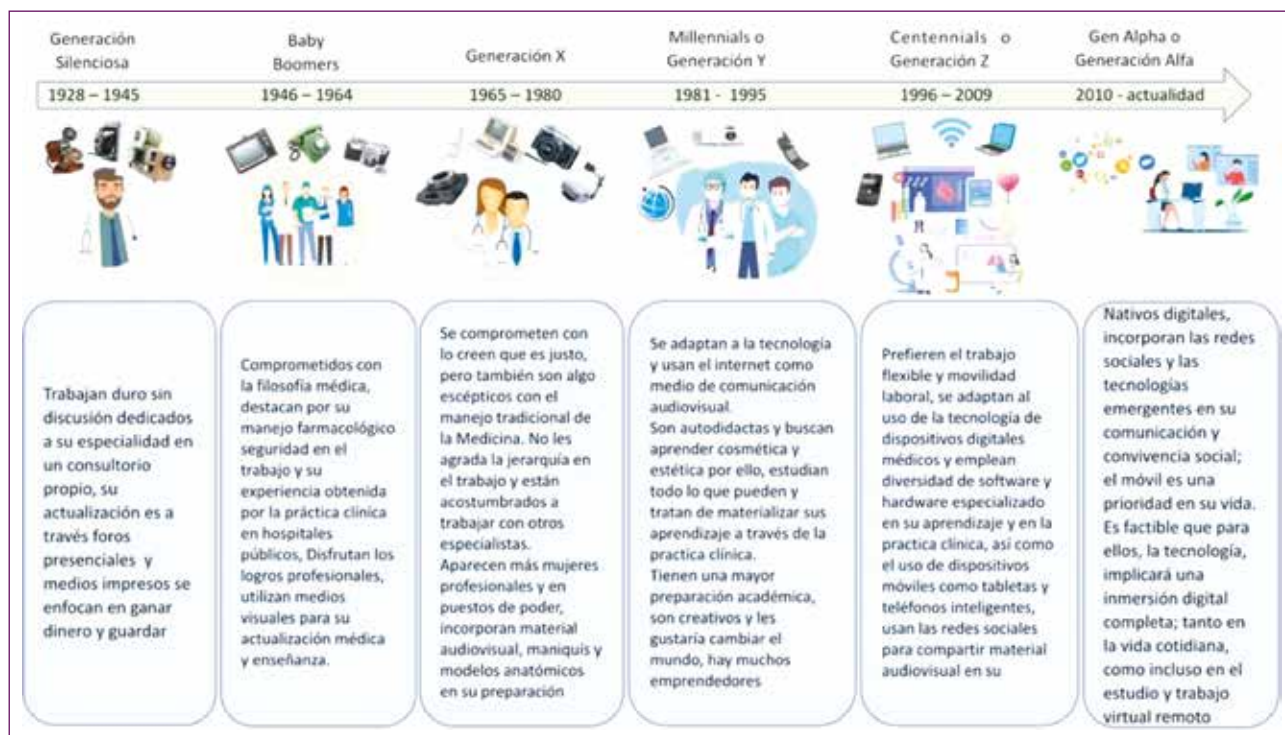 Generación
Silenciosa
Baby
Boomers
Generación X
Millennials o
Generación Y
Centennials o
Generación Z
Gen Alpha o
Generación Alfa
1928 – 1945
1946 – 1964
1965 – 1980
1981 - 1995
1996 – 2009
2010 - actualidad
Trabajan duro sin
discusión dedicados
a su especialidad en
un consultorio
propio, su
actualización es a
través foros
presenciales y
medios impresos se
enfocan en ganar
dinero y guardar
Comprometidos con
la filosofía médica,
destacan por su
manejo farmacológico
seguridad en el
trabajo y su
experiencia obtenida
por la práctica clínica
en hospitales
públicos, Disfrutan los
logros profesionales,
utilizan medios
visuales para su
actualización médica
y enseñanza.
Se comprometen con
lo creen que es justo,
pero también son algo
escépticos con el
manejo tradicional de
la Medicina. No les
agrada la jerarquía en
el trabajo y están
acostumbrados a
trabajar con otros
especialistas.
Aparecen más mujeres
profesionales y en
puestos de poder,
incorporan material
audiovisual, maniquís y
modelos anatómicos
en su preparación
Se adaptan a la tecnología
y usan el internet como
medio de comunicación
audiovisual.
Son autodidactas y buscan
aprender cosmética y
estética por ello, estudian
todo lo que pueden y
tratan de materializar sus
aprendizaje a través de la
practica clínica.
Tienen una mayor
preparación académica,
son creativos y les
gustaría cambiar el
mundo, hay muchos
emprendedores
Prefieren el trabajo
flexible y movilidad
laboral, se adaptan al
uso de la tecnología de
dispositivos digitales
médicos y emplean
diversidad de software y
hardware especializado
en su aprendizaje y en la
practica clínica, así como
el uso de dispositivos
móviles como tabletas y
teléfonos inteligentes,
usan las redes sociales
para compartir material
audiovisual en su
Nativos digitales,
incorporan las redes
sociales y las
tecnologías
emergentes en su
comunicación y
convivencia social;
el móvil es una
prioridad en su vida.
Es factible que para
ellos, la tecnología,
implicará una
inmersión digital
completa; tanto en
la vida cotidiana,
como incluso en el
estudio y trabajo
virtual remoto